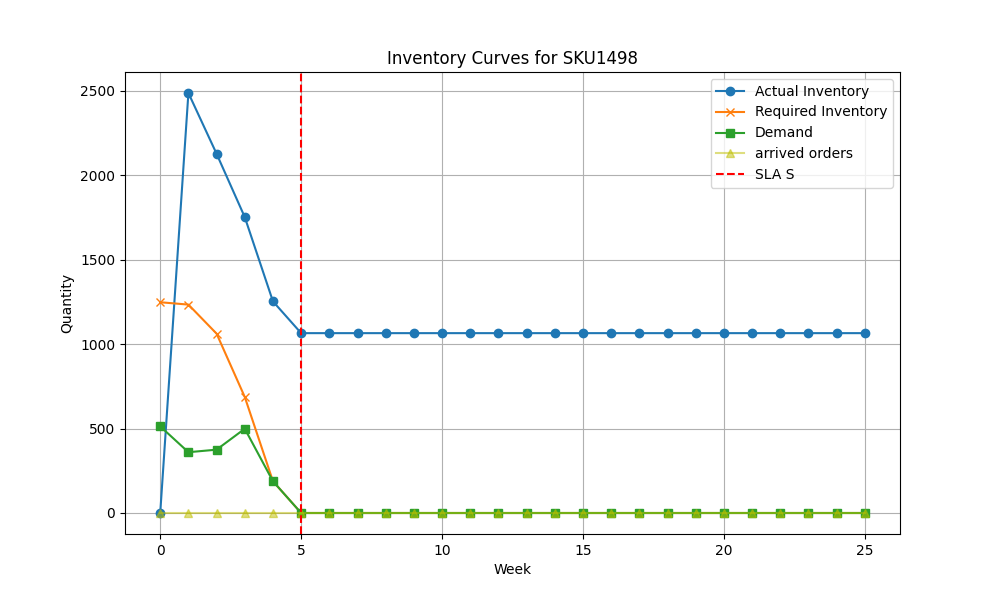 Inventory Curves for SKU1498
Actual Inventory
Required Inventory
Demand
arrived orders
SLA S
Quantity
2500
2000
1500
1000
500
0
0 5 10 15 20 25
Week